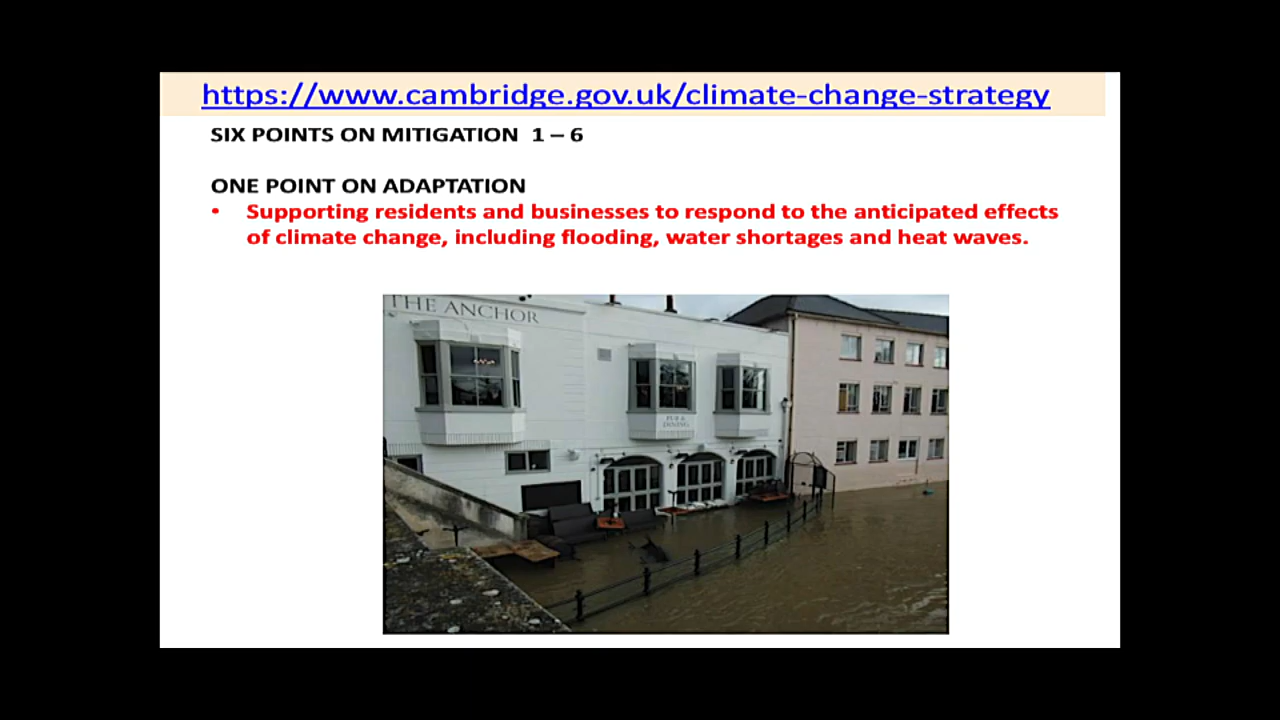 https://www.cambridge.gov.uk/climate-change-strategy
SIX POINTS ON MITIGATION 1 – 6
ONE POINT ON ADAPTATION
• Supporting residents and businesses to respond to the anticipated effects
of climate change, including flooding, water shortages and heat waves.
THE ANCHOR
PUB &
DINING